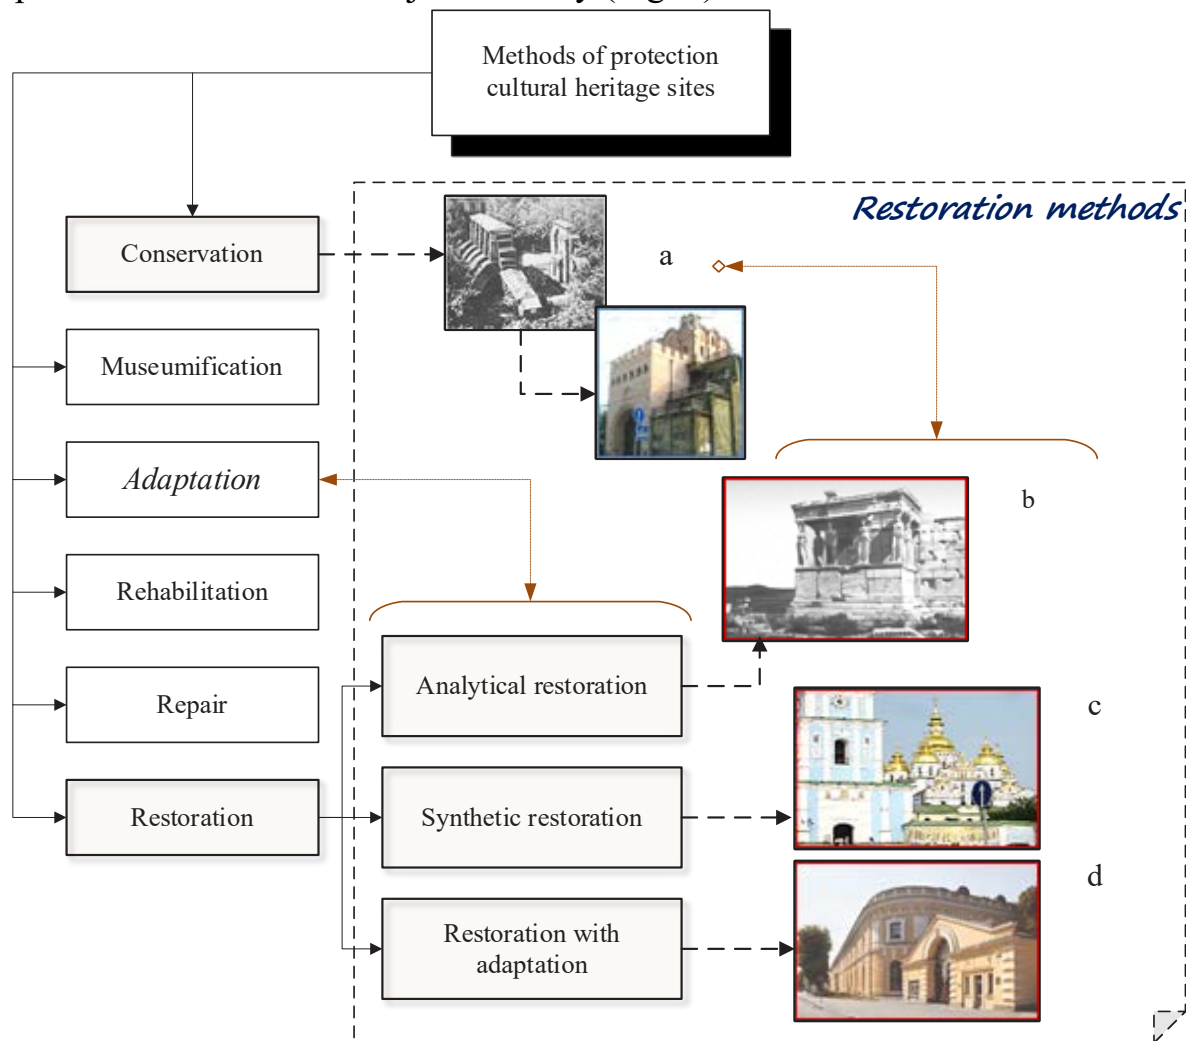 Methods of protection
cultural heritage sites
Restoration methods
Conservation
a
Museumification
Adaptation
b
Rehabilitation
Analytical restoration
Repair
c
Restoration
Synthetic restoration
d
Restoration with
adaptation